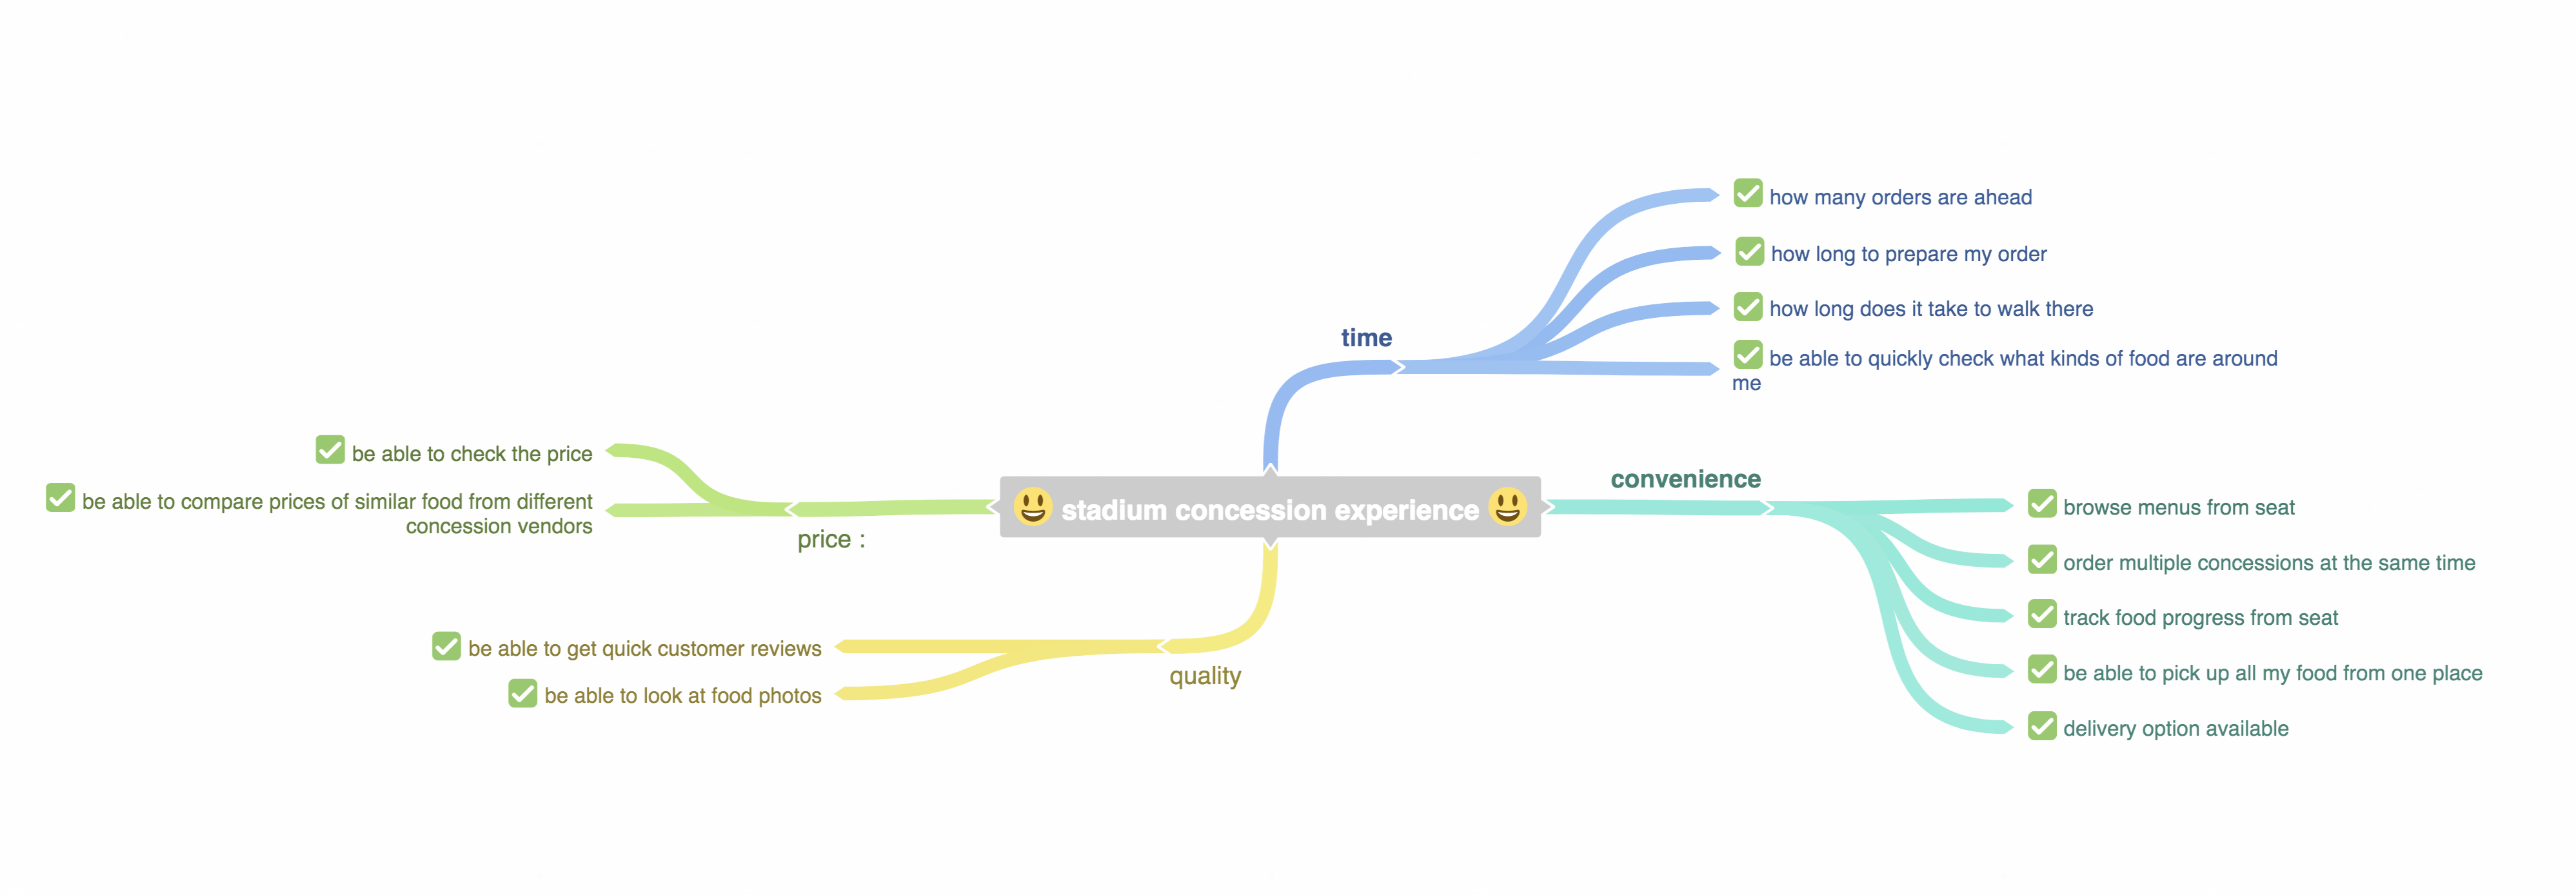 time
how many orders are ahead
how long to prepare my order
how long does it take to walk there
be able to quickly check what kinds of food are around
me
be able to check the price
be able to compare prices of similar food from different
concession vendors
price :
stadium concession experience
convenience
browse menus from seat
order multiple concessions at the same time
track food progress from seat
be able to pick up all my food from one place
delivery option available
be able to get quick customer reviews
be able to look at food photos
quality